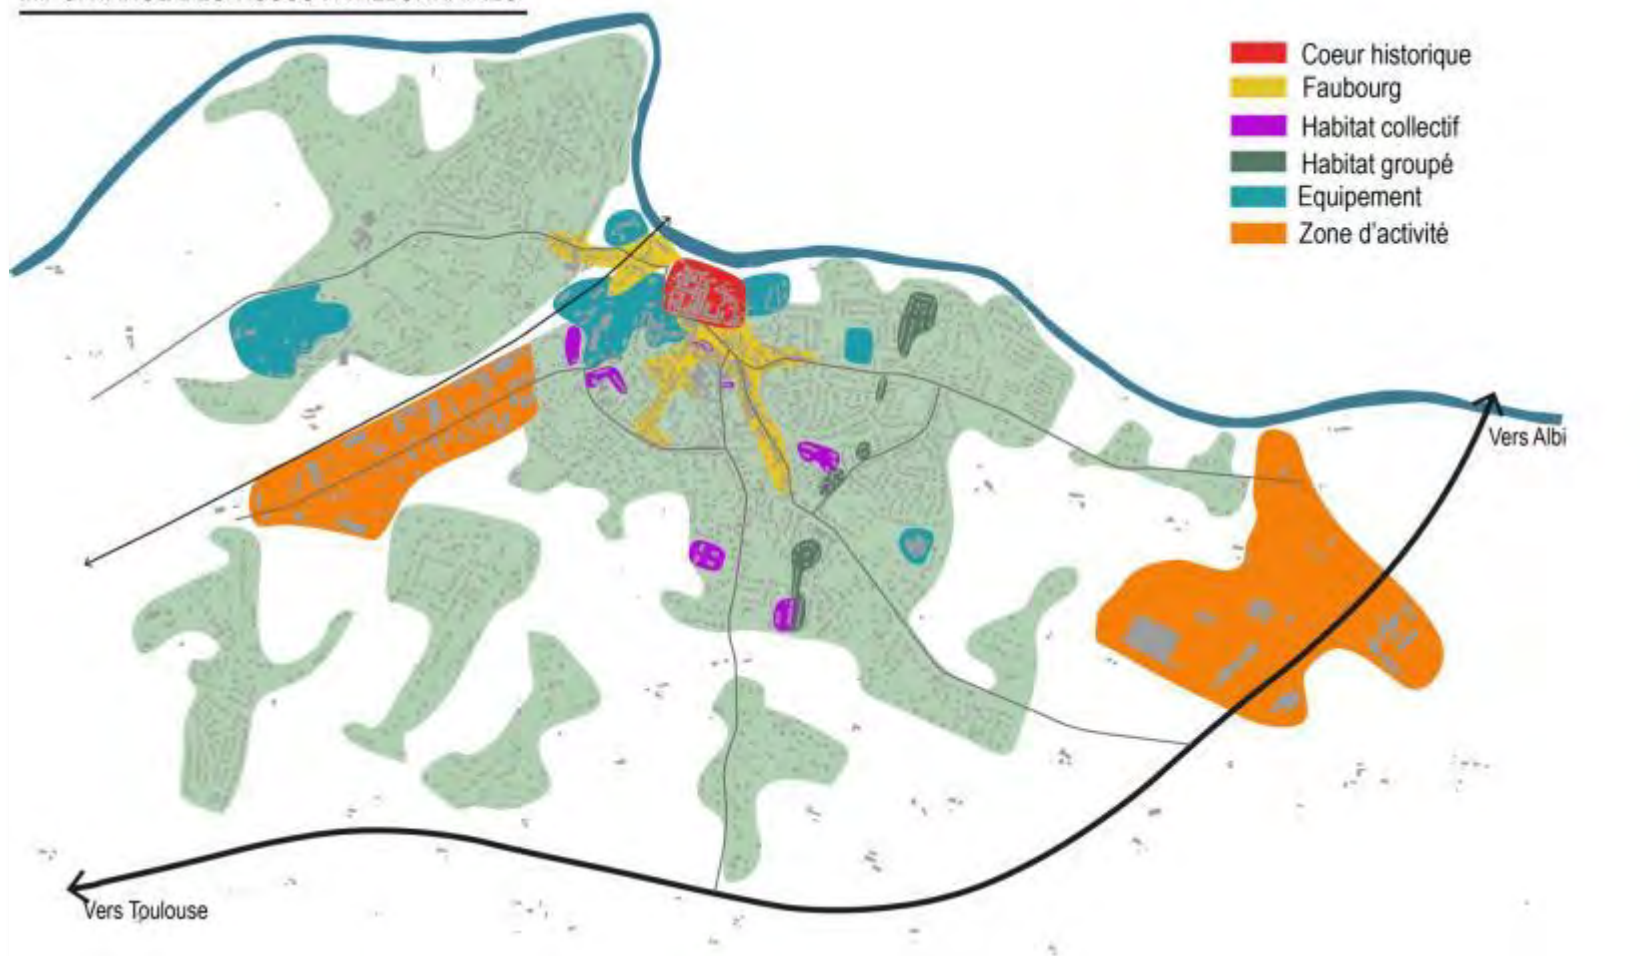 Coeur historique
Faubourg
Habitat collectif
Habitat groupé
Equipement
Zone d'activité
Vers Albi
Vers Toulouse